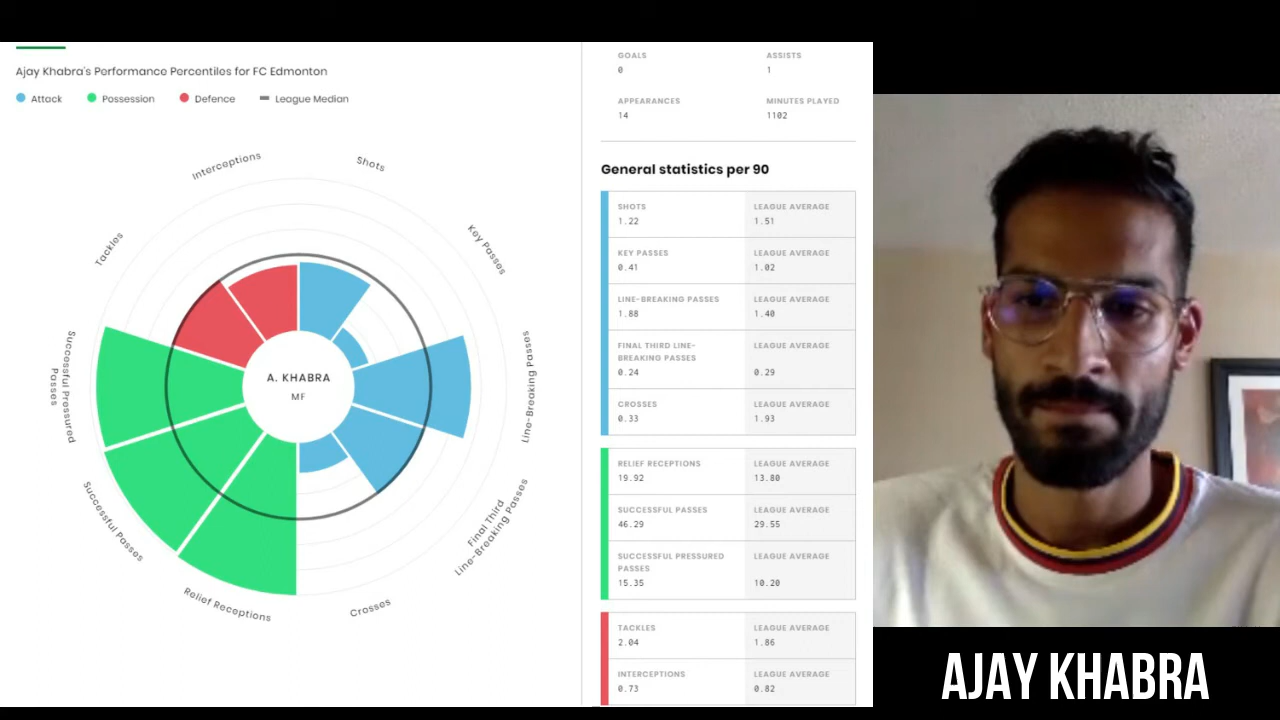 Ajay Khabra's Performance Percentiles for FC Edmonton
Attack Possession Defence League Median
Interceptions
Shots
Tackles
Key Passes
Successful Pressured
Passes
Line-Breaking Passes
A. KHABRA
MF
Successful Passes
Final Third
Line-Breaking Passes
Relief Receptions
Crosses
GOALS ASSISTS
0 1
APPEARANCES MINUTES PLAYED
14 1102
General statistics per 90
SHOTS LEAGUE AVERAGE
1.22 1.51
KEY PASSES LEAGUE AVERAGE
0.41 1.02
LINE-BREAKING PASSES LEAGUE AVERAGE
1.88 1.40
FINAL THIRD LINE- LEAGUE AVERAGE
BREAKING PASSES
0.24 0.29
CROSSES LEAGUE AVERAGE
0.33 1.93
RELIEF RECEPTIONS LEAGUE AVERAGE
19.92 13.80
SUCCESSFUL PASSES LEAGUE AVERAGE
46.29 29.55
SUCCESSFUL PRESSURED LEAGUE AVERAGE
PASSES
15.35 10.20
TACKLES LEAGUE AVERAGE
2.04 1.86
INTERCEPTIONS LEAGUE AVERAGE
0.73 0.82
AJAY KHABRA